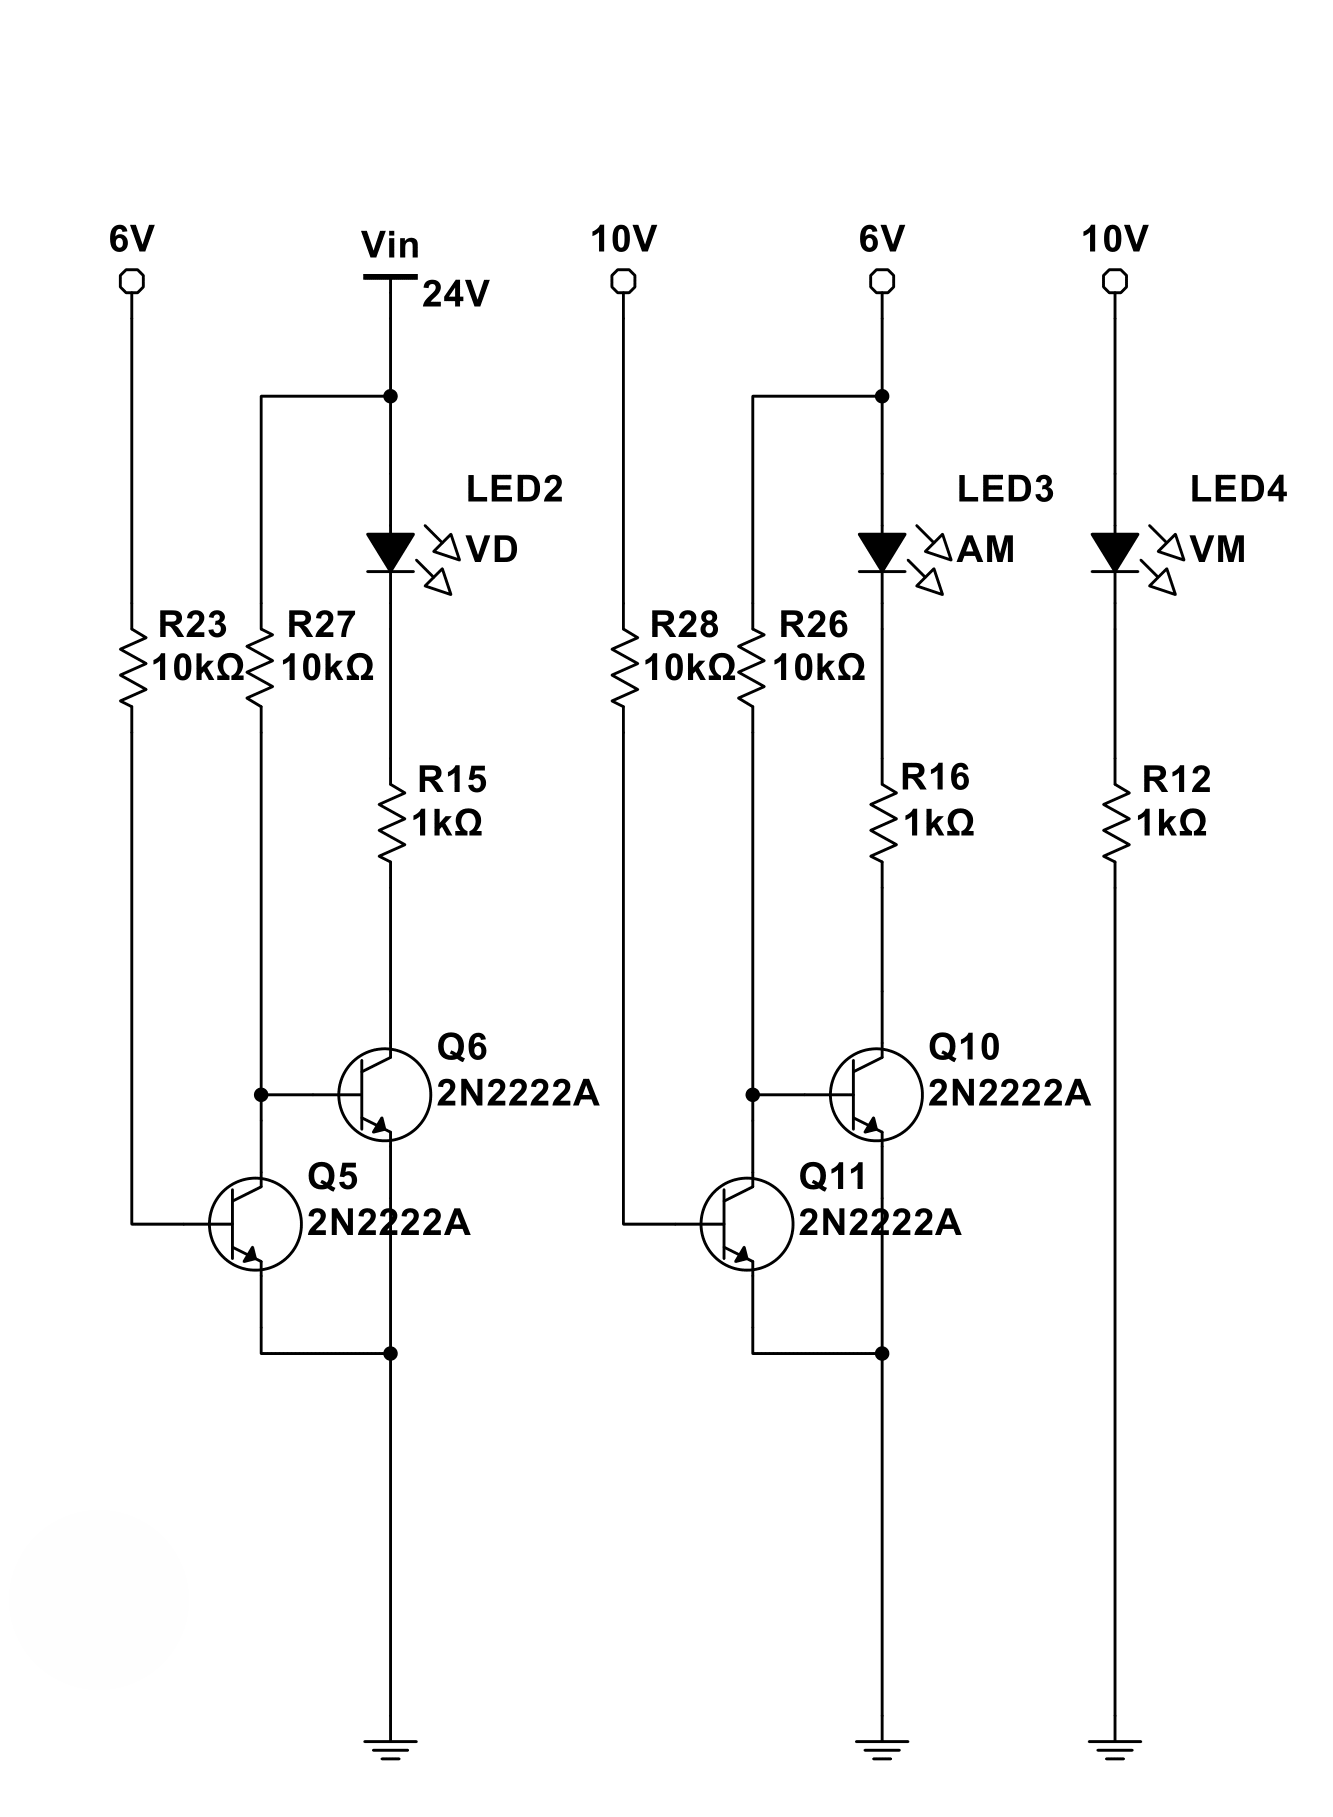 6V
Vin
24V
10V
6V
10V
LED2
VD
LED3
AM
LED4
VM
R23
10kΩ
R27
10kΩ
R28
10kΩ
R26
10kΩ
R15
1kΩ
R16
1kΩ
R12
1kΩ
Q6
2N2222A
Q10
2N2222A
Q5
2N2222A
Q11
2N2222A